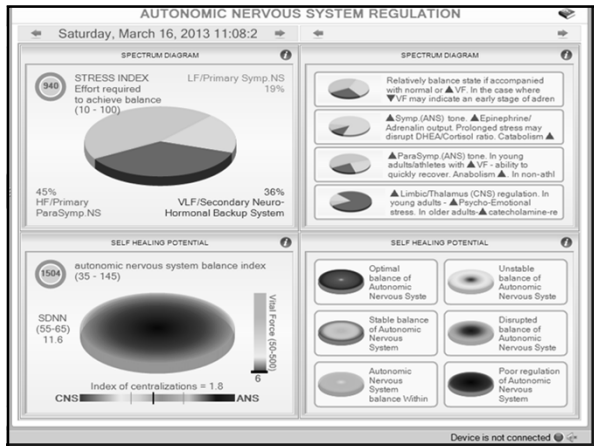 AUTONOMIC NERVOUS SYSTEM REGULATION
Saturday, March 16, 2013 11:08:2
SPECTRUM DIAGRAM
940
STRESS INDEX
Effort required
to achieve balance
(10 - 100)
LF/Primary Symp.NS
19%
45%
HF/Primary
ParaSymp.NS
36%
VLF/Secondary Neuro-
Hormonal Backup System
SPECTRUM DIAGRAM
Relatively balance state if accompanied
with normal or ▲VF. In the case where
▼VF may indicate an early stage of adren
▲Symp.(ANS) tone. ▲Epinephrine/
Adrenalin output. Prolonged stress may
disrupt DHEA/Cortisol ratio. Catabolism ▲
▲ParaSymp.(ANS) tone. In young
adults/athletes with ▲VF - ability to
quickly recover. Anabolism ▲. In non-athl
▲Limbic/Thalamus (CNS) regulation. In
young adults - ▲Psycho-Emotional
stress. In older adults-▲catecholamine-re
SELF HEALING POTENTIAL
1504
autonomic nervous system balance index
(35 - 145)
SDNN
(55-65)
11.6
Vital Force (50-500)
6
Index of centralizations = 1.8
CNS
ANS
SELF HEALING POTENTIAL
Optimal
balance of
Autonomic
Nervous Syste
Unstable
balance of
Autonomic
Nervous Syste
Stable balance
of Autonomic
Nervous
System
Disrupted
balance of
Autonomic
Nervous Syste
Autonomic
Nervous
System
balance Within
Poor regulation
of Autonomic
Nervous
System
Device is not connected